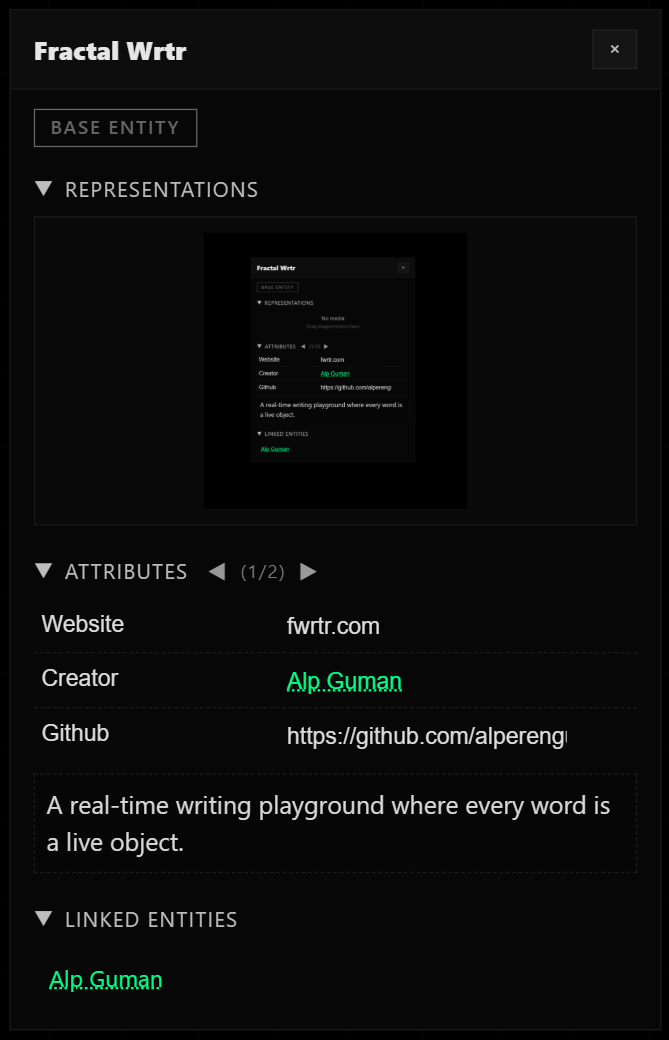 Fractal Wrtr
×
BASE ENTITY
▼ REPRESENTATIONS
Fractal Wrtr
×
BASE ENTITY
▼ REPRESENTATIONS
No media
Drag images/videos here
▼ ATTRIBUTES ◀ (1/2) ▶
Website fwrtr.com
Creator Alp Guman
Github https://github.com/alpereng
A real-time writing playground where every word is
a live object.
▼ LINKED ENTITIES
Alp Guman
▼ ATTRIBUTES ◀ (1/2) ▶
Website fwrtr.com
Creator Alp Guman
Github https://github.com/alpereng
A real-time writing playground where every word is
a live object.
▼ LINKED ENTITIES
Alp Guman